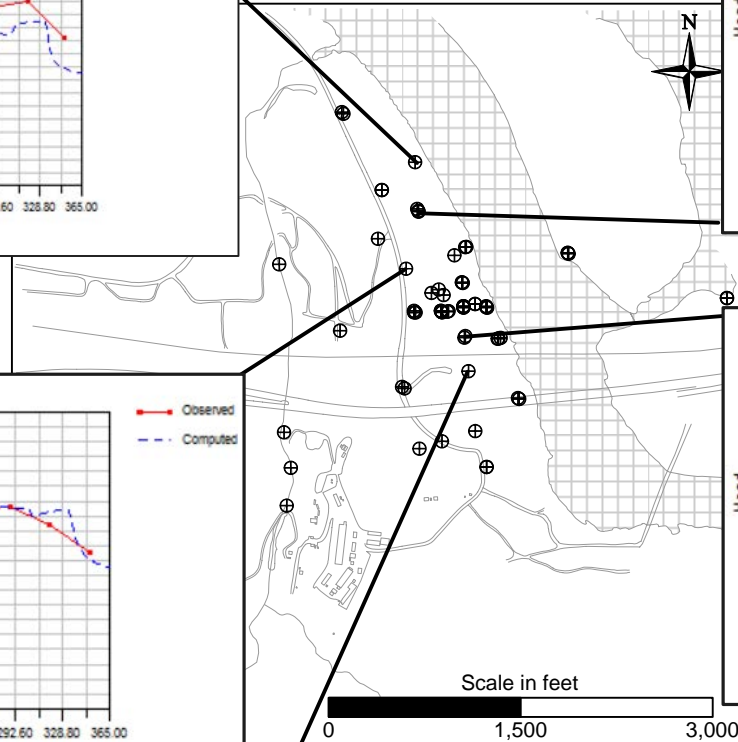 N
328.80 365.00
Observed
Computed
292.60 328.80 365.00
Scale in feet
0 1,500 3,000